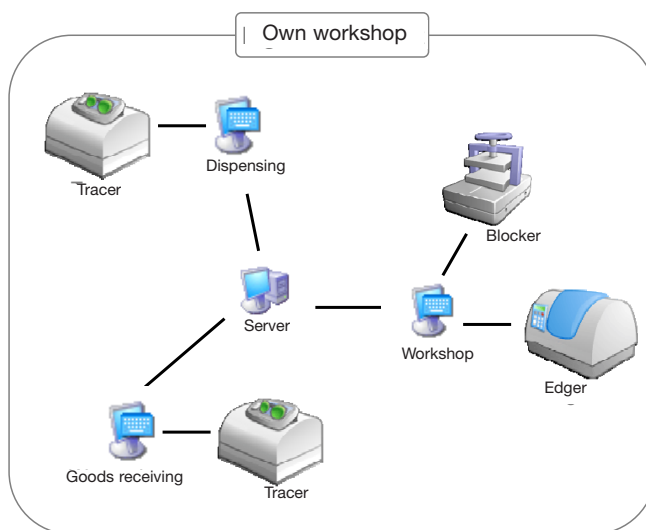 Own workshop
Dispensing
Tracer
Blocker
Server
Workshop
Edger
Goods receiving
Tracer